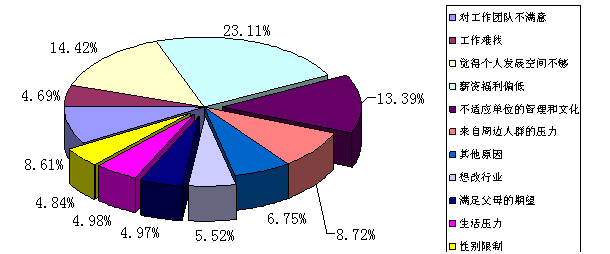 23.11%
14.42%
4.69%
13.39%
8.61%
4.84%
4.98%
4.97%
5.52%
6.75%
8.72%
对工作团队不满意
工作难找
觉得个人发展空间不够
薪资福利偏低
不适应单位的管理和文化
来自周边人群的压力
其他原因
想改行业
满足父母的期望
生活压力
性别限制